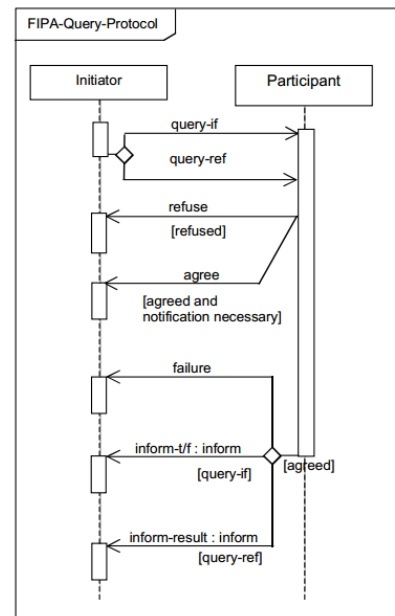 FIPA-Query-Protocol
Initiator
Participant
query-if
query-ref
refuse
[refused]
agree
[agreed and
notification necessary]
failure
inform-t/f : inform
[query-if]
[agreed]
inform-result : inform
[query-ref]